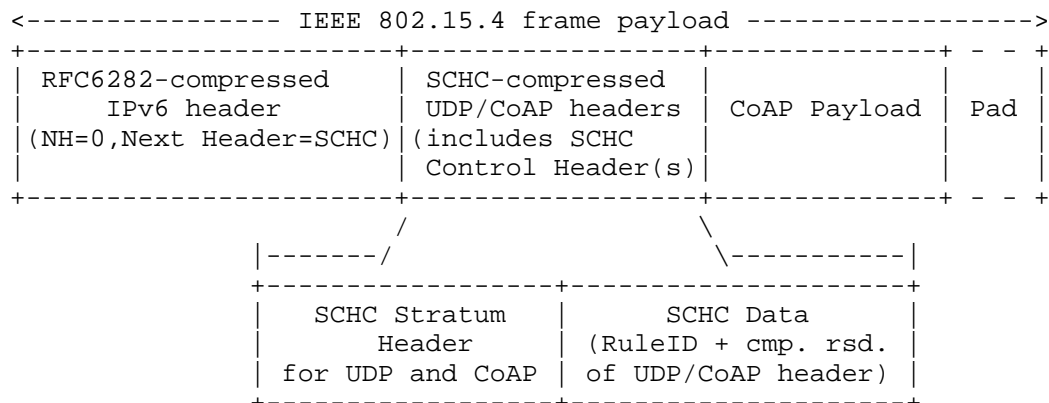 <---------------- IEEE 802.15.4 frame payload ------------------>
+----------------------------+-----------------------+------------------+ - - +
| RFC6282-compressed | SCHC-compressed | | |
| IPv6 header | UDP/CoAP headers | CoAP Payload | Pad |
|(NH=0,Next Header=SCHC)|(includes SCHC | | |
| | Control Header(s)| | |
+----------------------------+-----------------------+------------------+ - - +
/ \
|-------/ \-----------|
+------------------+---------------------+
| SCHC Stratum | SCHC Data |
| Header | (RuleID + cmp. rsd. |
| for UDP and CoAP | of UDP/CoAP header) |
+------------------+---------------------+